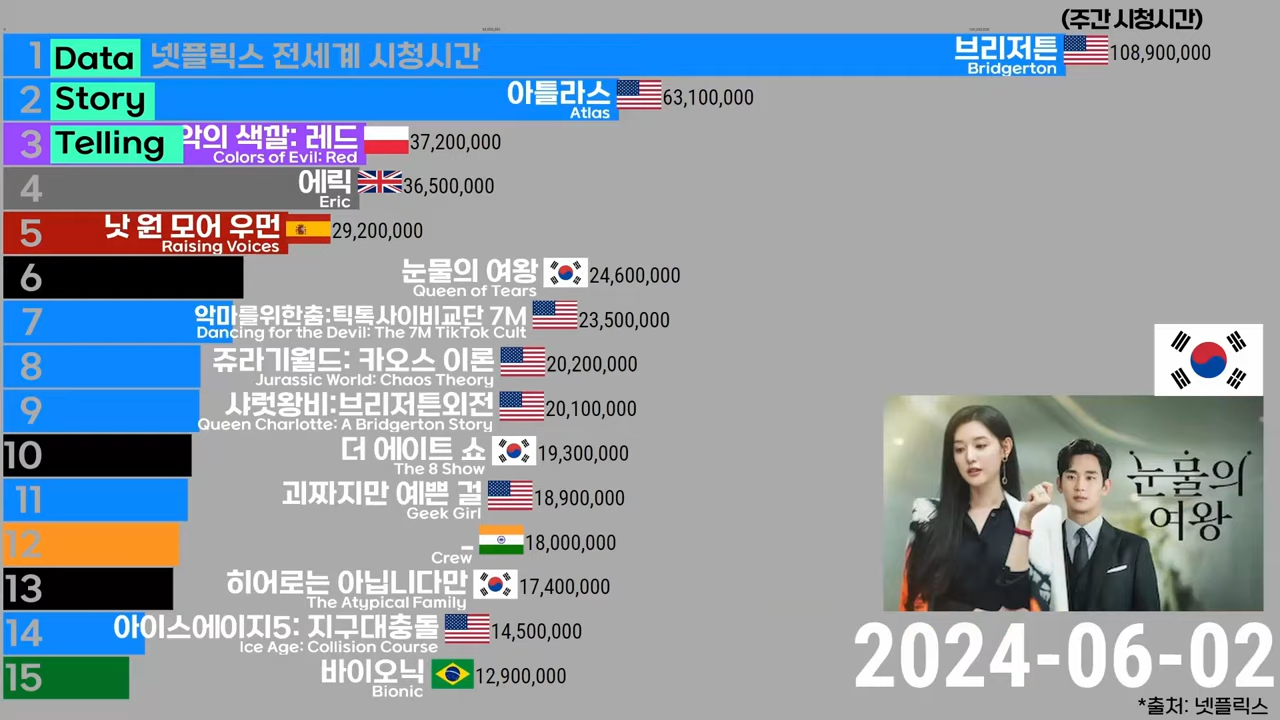 (주간 시청시간)
1 Data 넷플릭스 전세계 시청시간 브리저튼 108,900,000
Bridgerton
2 Story 아틀라스 63,100,000
Atlas
3 Telling 악의 색깔: 레드 37,200,000
Colors of Evil: Red
4 에릭 36,500,000
Eric
5 낫 원 모어 우먼 29,200,000
Raising Voices
6 눈물의 여왕 24,600,000
Queen of Tears
7 악마를위한춤:틱톡사이비교단 7M 23,500,000
Dancing for the Devil: The 7M TikTok Cult
8 쥬라기월드: 카오스 이론 20,200,000
Jurassic World: Chaos Theory
9 샤럿왕비:브리저튼외전 20,100,000
Queen Charlotte: A Bridgerton Story
10 더 에이트 쇼 19,300,000
The 8 Show
11 괴짜지만 예쁜 걸 18,900,000
Geek Girl
12 - 18,000,000
Crew
13 히어로는 아닙니다만 17,400,000
The Atypical Family
14 아이스에이지5: 지구대충돌 14,500,000
Ice Age: Collision Course
15 바이오닉 12,900,000
Bionic
눈물의
여왕
2024-06-02
*출처: 넷플릭스